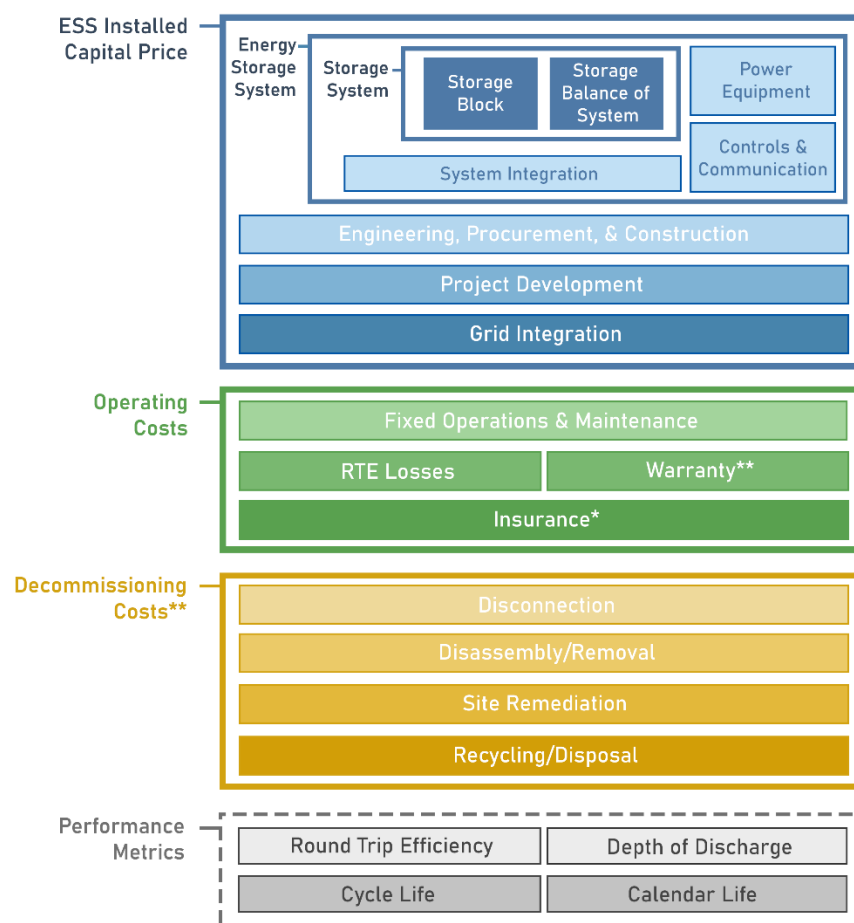 ESS Installed
Capital Price
Energy
Storage
System
Storage
System
Storage
Block
Storage
Balance of
System
Power
Equipment
Controls &
Communication
System Integration
Engineering, Procurement, & Construction
Project Development
Grid Integration
Operating
Costs
Fixed Operations & Maintenance
RTE Losses
Warranty**
Insurance*
Decommissioning
Costs**
Disconnection
Disassembly/Removal
Site Remediation
Recycling/Disposal
Performance
Metrics
Round Trip Efficiency
Depth of Discharge
Cycle Life
Calendar Life